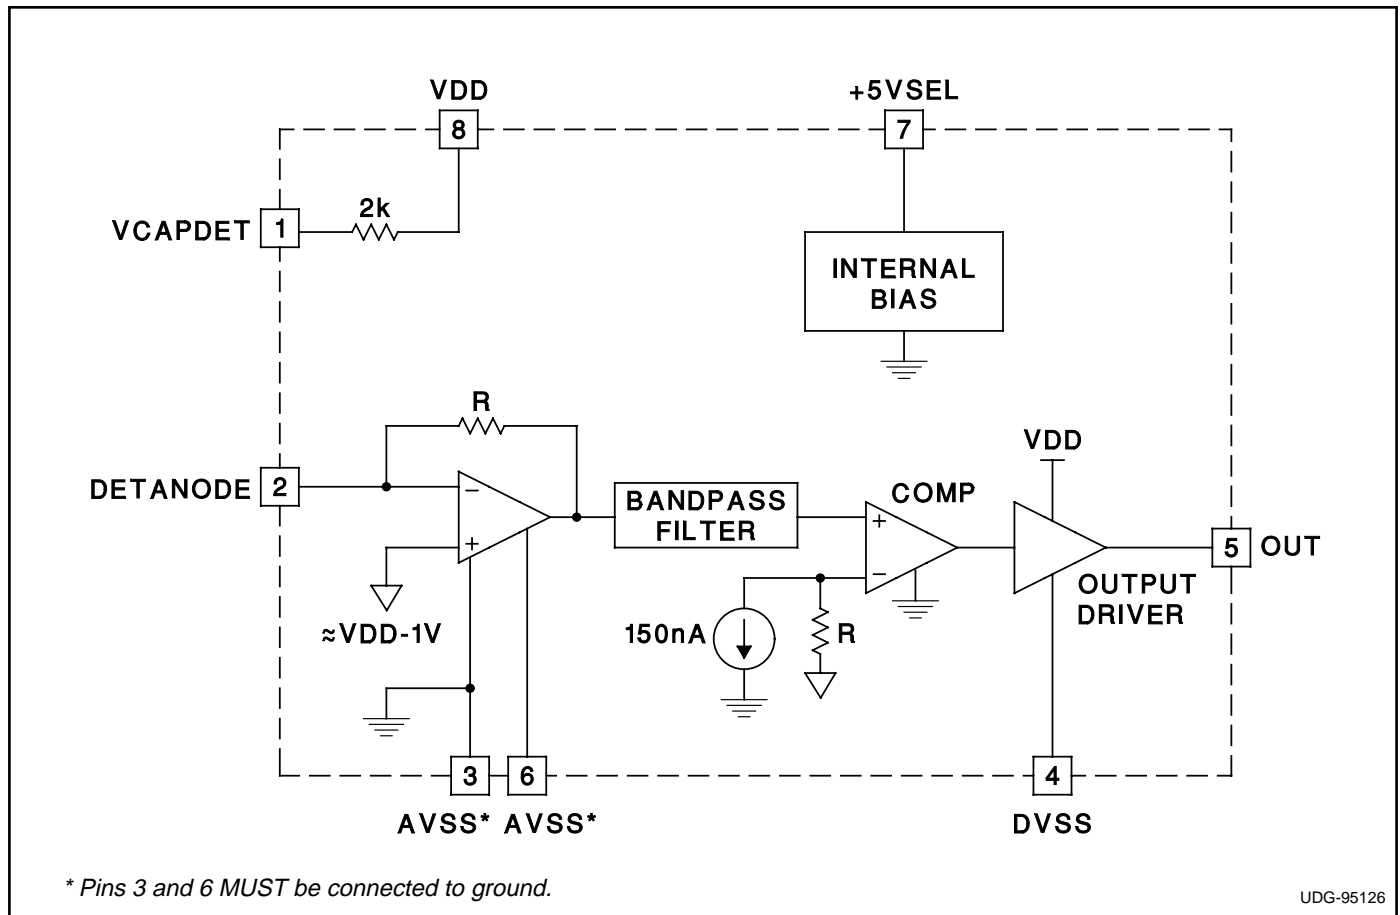 VDD
+5VSEL
8
7
VCAPDET
1
2k
INTERNAL
BIAS
R
VDD
DETANODE
2
−
BANDPASS
FILTER
COMP
+
+
5
OUT
−
OUTPUT
DRIVER
≈VDD-1V
150nA
R
3
6
4
AVSS*
AVSS*
DVSS
* Pins 3 and 6 MUST be connected to ground.
UDG-95126